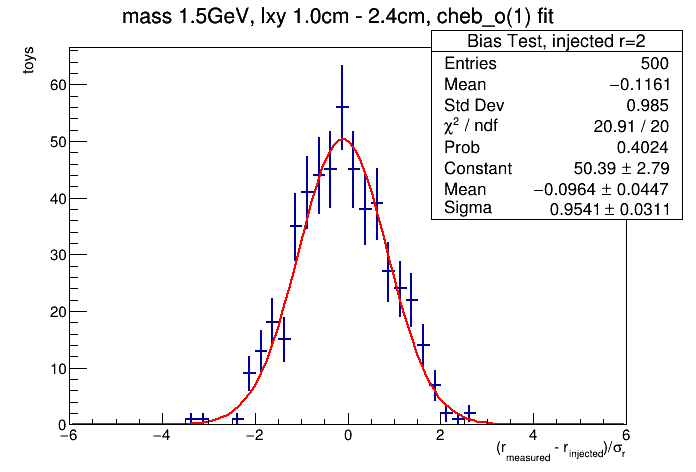 mass 1.5GeV, lxy 1.0cm - 2.4cm, cheb_o(1) fit
toys
Bias Test, injected r=2
Entries 500
Mean −0.1161
Std Dev 0.985
χ² / ndf 20.91 / 20
Prob 0.4024
Constant 50.39 ± 2.79
Mean −0.0964 ± 0.0447
Sigma 0.9541 ± 0.0311
60
50
40
30
20
10
0
−6 −4 −2 0 2 4 6
(r_measured - r_injected)/σ_r